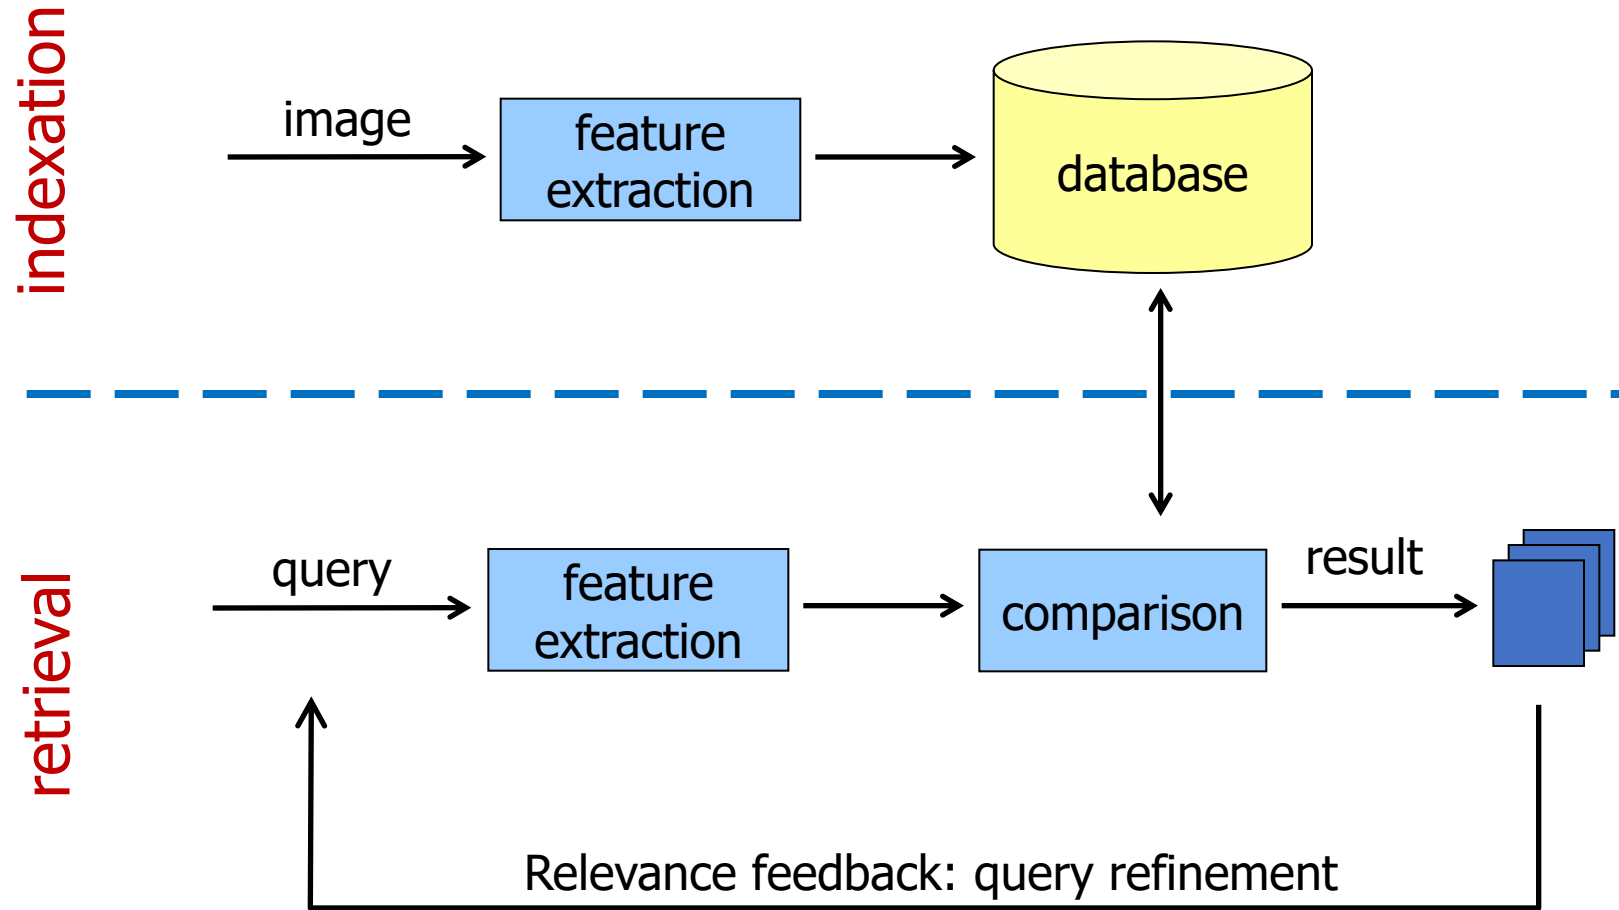 indexation
image
feature
extraction
database
retrieval
query
feature
extraction
comparison
result
Relevance feedback: query refinement